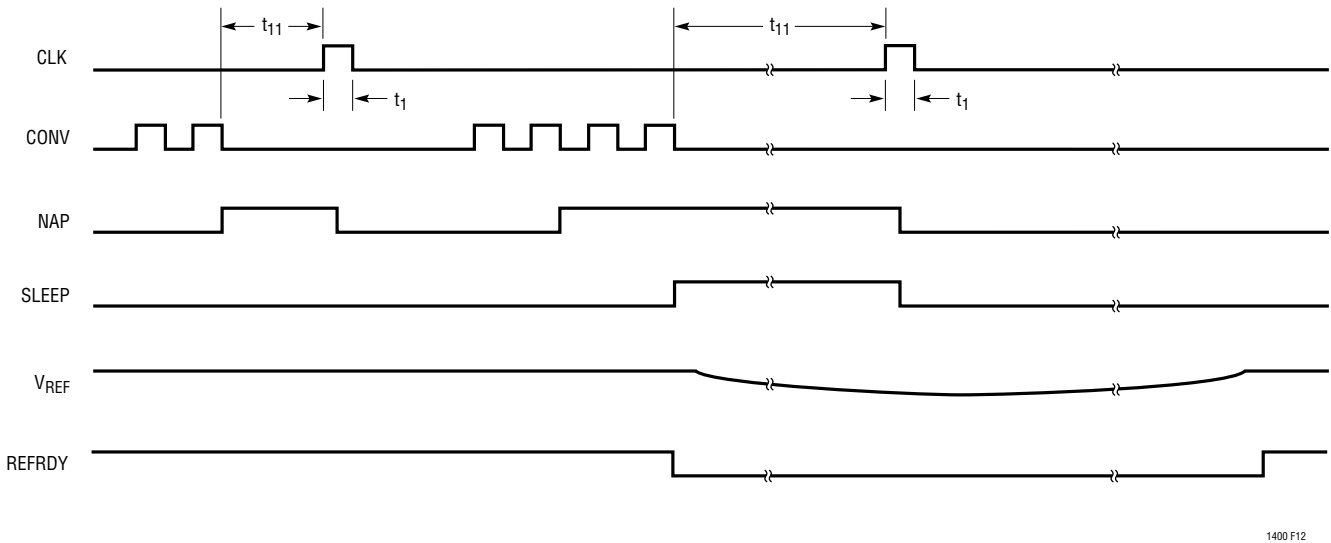 t11 t11
CLK
t1 t1
CONV
NAP
SLEEP
VREF
REFRDY
1400 F12